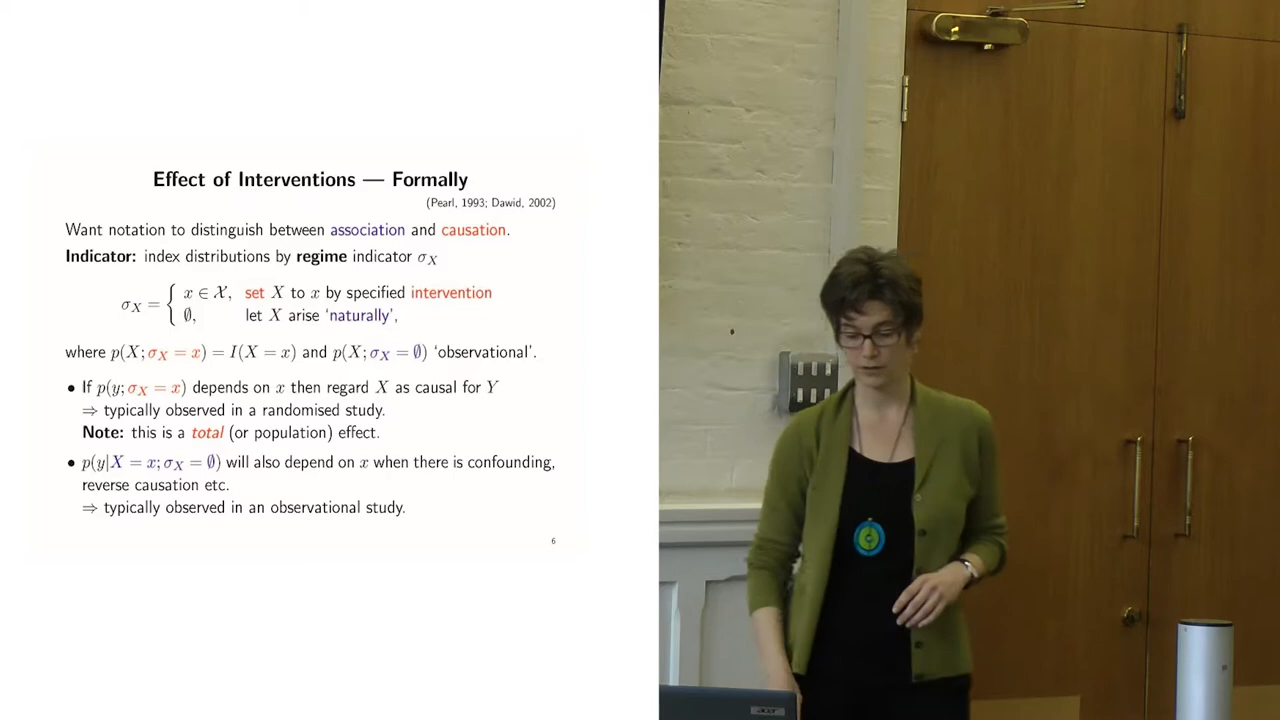 Effect of Interventions — Formally
(Pearl, 1993; Dawid, 2002)
Want notation to distinguish between association and causation.
Indicator: index distributions by regime indicator σ_X
σ_X = { x ∈ 𝒳, set X to x by specified intervention
∅, let X arise ‘naturally’,
where p(X; σ_X = x) = I(X = x) and p(X; σ_X = ∅) ‘observational’.
• If p(y; σ_X = x) depends on x then regard X as causal for Y
⇒ typically observed in a randomised study.
Note: this is a total (or population) effect.
• p(y|X = x; σ_X = ∅) will also depend on x when there is confounding,
reverse causation etc.
⇒ typically observed in an observational study.
6
acer